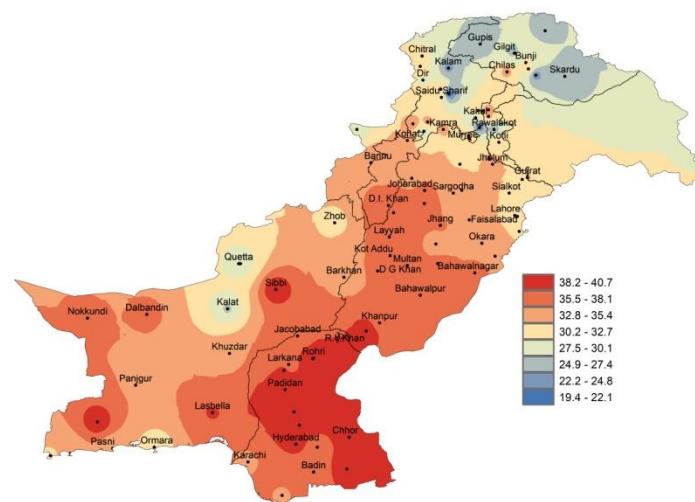 Gupis
Gilgit
Chitral
Bunji
Kalam
Chilas
Skardu
Dir
Saidu Sharif
Kakul
Kamra
Rawalakot
Murree
Kotli
Kohat
Bannu
Jhelum
Gujrat
Joharabad
Sargodha
Sialkot
D.I. Khan
Lahore
Zhob
Jhang
Faisalabad
Layyah
Okara
Quetta
Kot Addu
Multan
Barkhan
D G Khan
Bahawalnagar
Sibbi
Bahawalpur
Kalat
Nokkundi
Dalbandin
Khanpur
Jacobabad
R.Y.Khan
Khuzdar
Rohri
Larkana
Panjgur
Padidan
Lasbella
Chhor
Pasni
Ormara
Hyderabad
Karachi
Badin
38.2 - 40.7
35.5 - 38.1
32.8 - 35.4
30.2 - 32.7
27.5 - 30.1
24.9 - 27.4
22.2 - 24.8
19.4 - 22.1